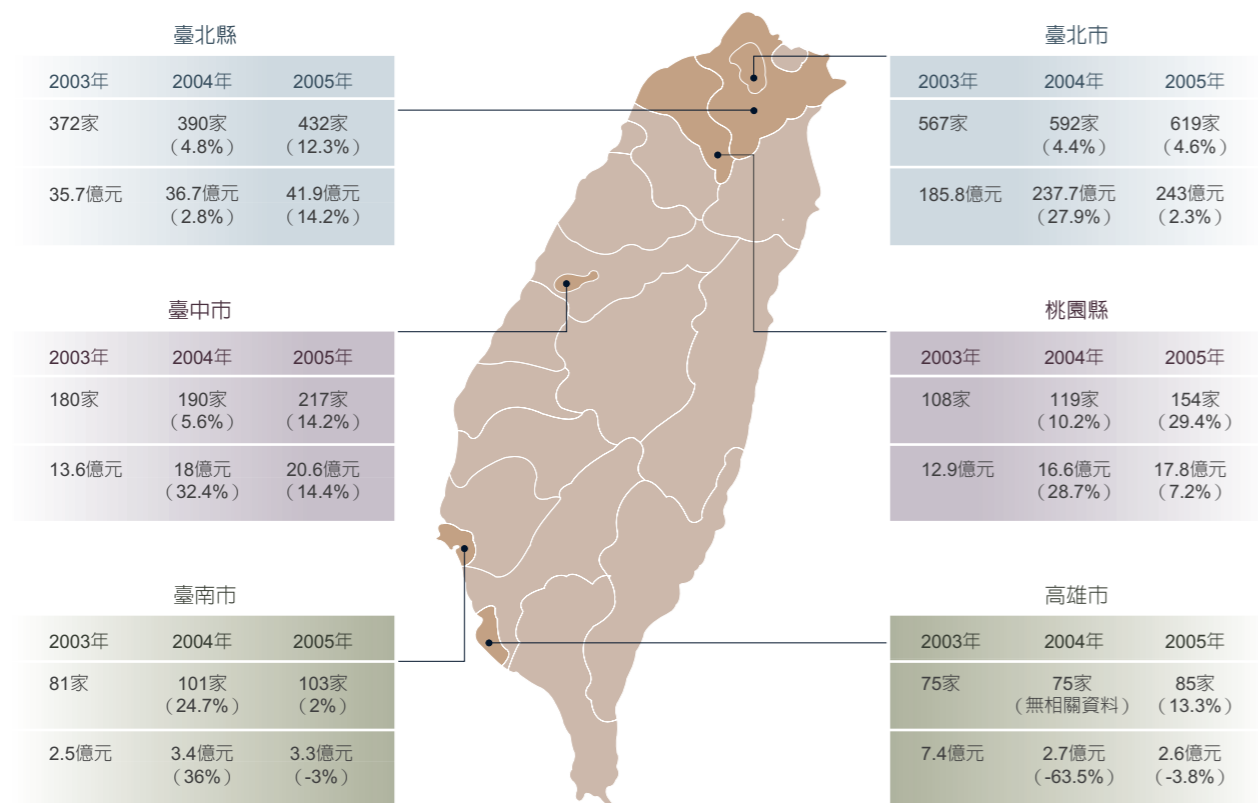 臺北縣
2003年 2004年 2005年
372家 390家 432家
（4.8%） （12.3%）
35.7億元 36.7億元 41.9億元
（2.8%） （14.2%）
臺北市
2003年 2004年 2005年
567家 592家 619家
（4.4%） （4.6%）
185.8億元 237.7億元 243億元
（27.9%） （2.3%）
臺中市
2003年 2004年 2005年
180家 190家 217家
（5.6%） （14.2%）
13.6億元 18億元 20.6億元
（32.4%） （14.4%）
桃園縣
2003年 2004年 2005年
108家 119家 154家
（10.2%） （29.4%）
12.9億元 16.6億元 17.8億元
（28.7%） （7.2%）
臺南市
2003年 2004年 2005年
81家 101家 103家
（24.7%） （2%）
2.5億元 3.4億元 3.3億元
（36%） （-3%）
高雄市
2003年 2004年 2005年
75家 75家 85家
（無相關資料） （13.3%）
7.4億元 2.7億元 2.6億元
（-63.5%） （-3.8%）